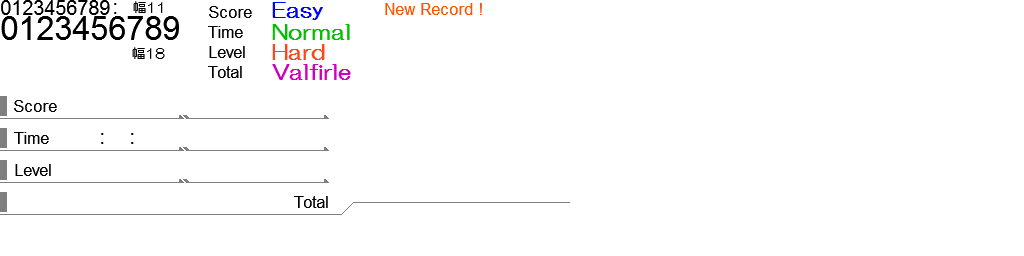 0123456789: 幅11
0123456789
幅18
Score Easy
Time Normal
Level Hard
Total Valfirle
New Record !
Score
Time : :
Level
Total